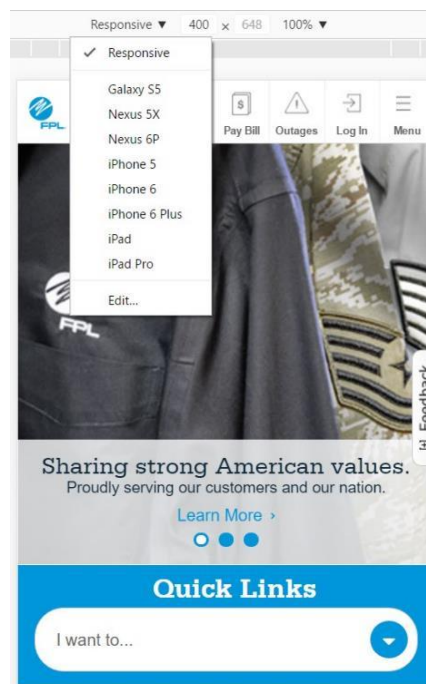 Responsive ▼ 400 × 648 100% ▼
✓ Responsive
Galaxy S5
Nexus 5X
Nexus 6P
iPhone 5
iPhone 6
iPhone 6 Plus
iPad
iPad Pro
Edit...
FPL
Pay Bill Outages Log In Menu
FPL
Feedback
Sharing strong American values.
Proudly serving our customers and our nation.
Learn More ›
Quick Links
I want to...